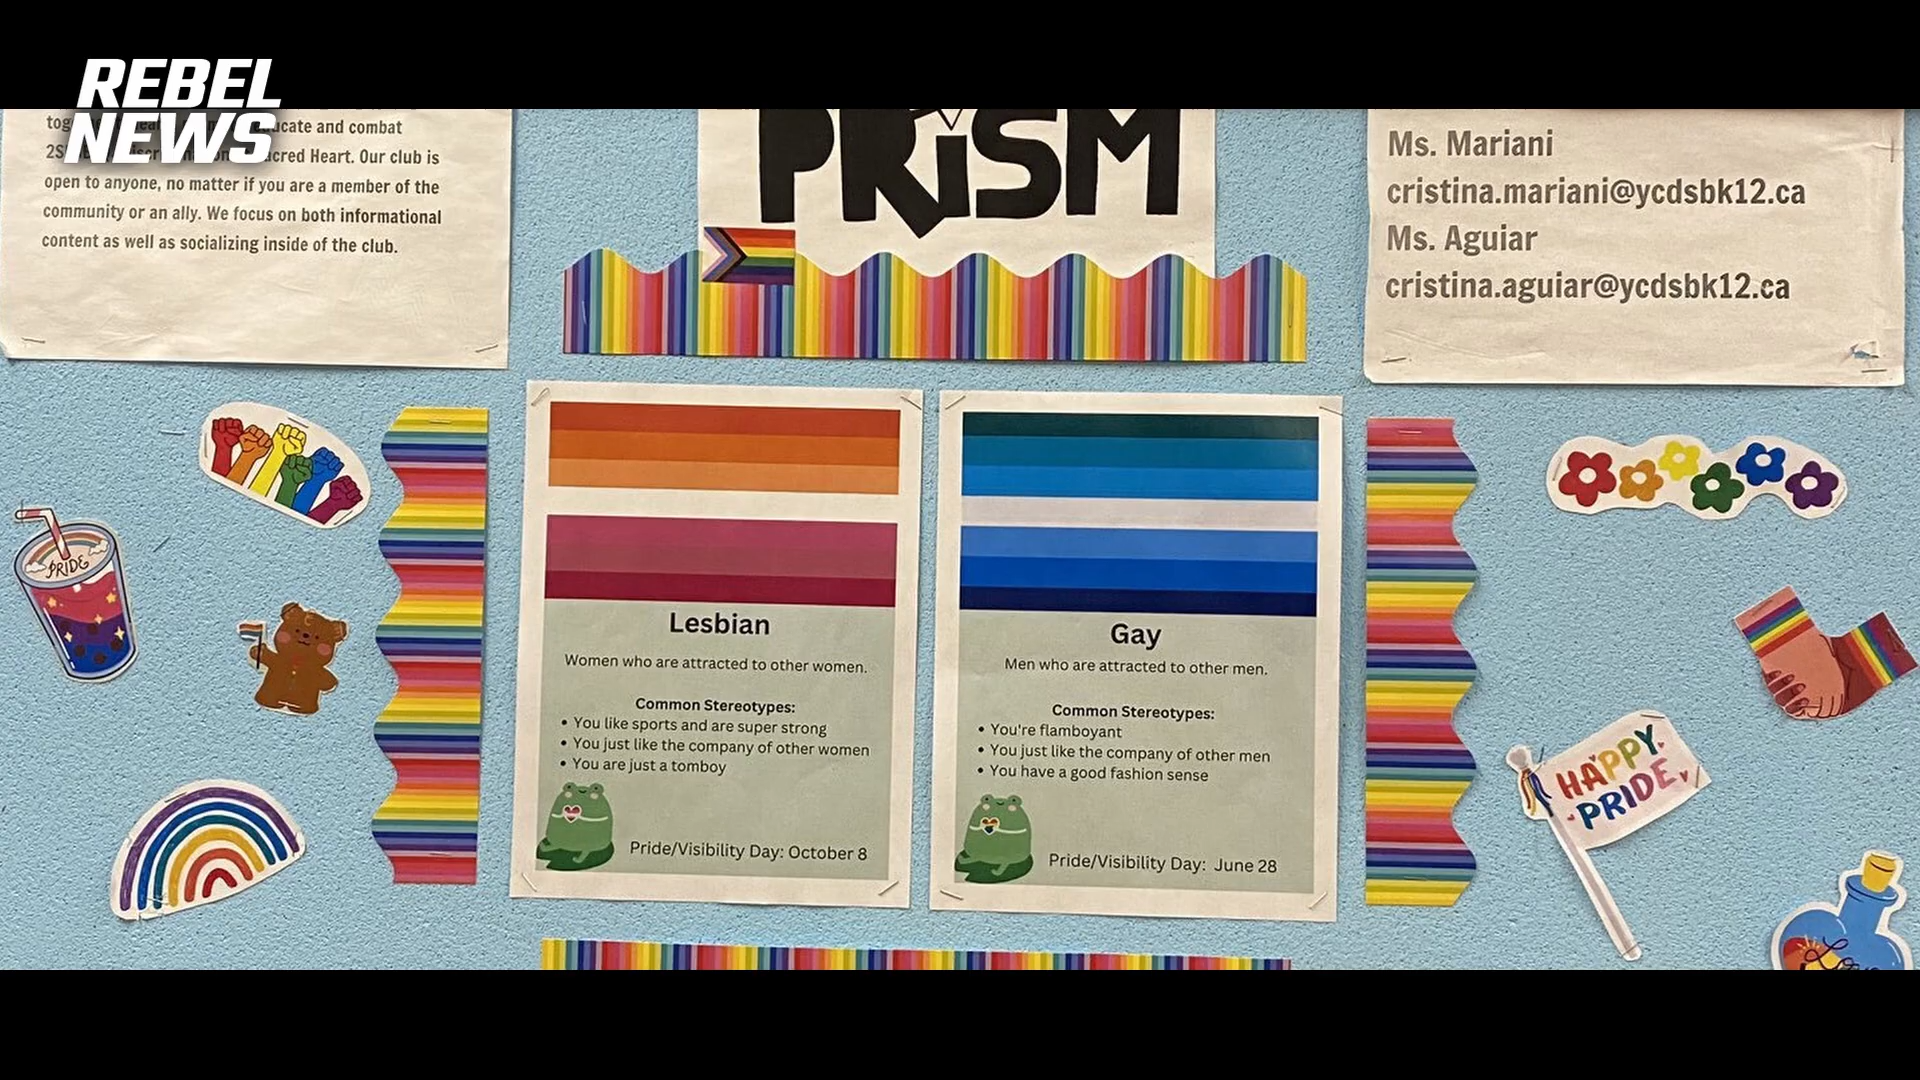 REBEL
NEWS
cate and combat
acred Heart. Our club is
open to anyone, no matter if you are a member of the
community or an ally. We focus on both informational
content as well as socializing inside of the club.
PRiSM
Ms. Mariani
cristina.mariani@ycdsbk12.ca
Ms. Aguiar
cristina.aguiar@ycdsbk12.ca
PRIDE
Lesbian
Women who are attracted to other women.
Common Stereotypes:
• You like sports and are super strong
• You just like the company of other women
• You are just a tomboy
Pride/Visibility Day: October 8
Gay
Men who are attracted to other men.
Common Stereotypes:
• You're flamboyant
• You just like the company of other men
• You have a good fashion sense
Pride/Visibility Day: June 28
HAPPY
PRIDE
Love